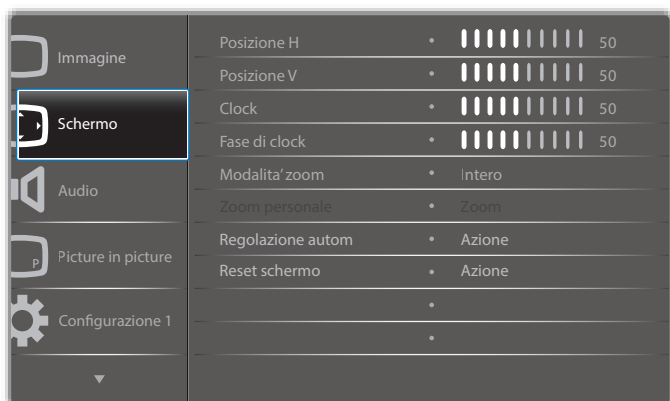 Immagine
Schermo
Audio
P
Picture in picture
Configurazione 1
Posizione H • 50
Posizione V • 50
Clock • 50
Fase di clock • 50
Modalita' zoom • Intero
Zoom personale • Zoom
Regolazione autom • Azione
Reset schermo • Azione
•
•